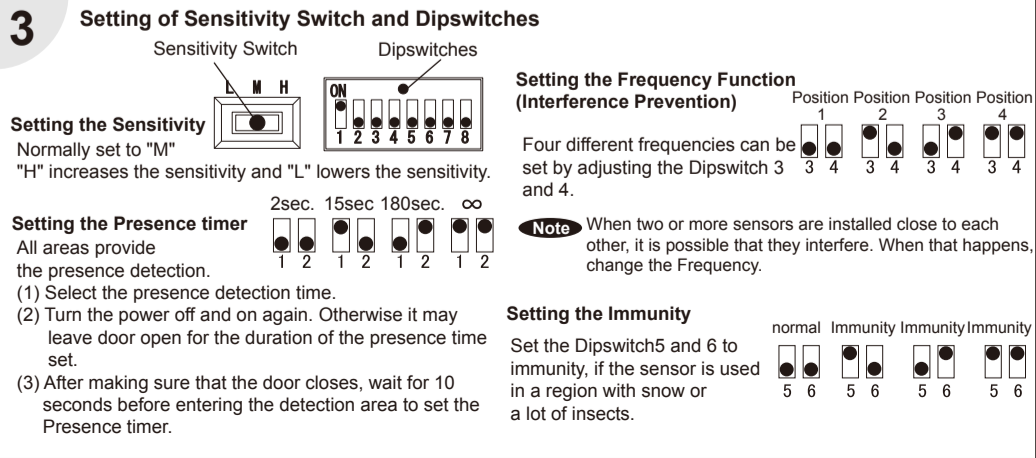 3
Setting of Sensitivity Switch and Dipswitches
Sensitivity Switch
Dipswitches
L M H
ON
1 2 3 4 5 6 7 8
Setting the Sensitivity
Normally set to "M"
"H" increases the sensitivity and "L" lowers the sensitivity.
Setting the Presence timer
2sec. 15sec 180sec. ∞
1 2 1 2 1 2 1 2
All areas provide
the presence detection.
(1) Select the presence detection time.
(2) Turn the power off and on again. Otherwise it may
leave door open for the duration of the presence time
set.
(3) After making sure that the door closes, wait for 10
seconds before entering the detection area to set the
Presence timer.
Setting the Frequency Function
(Interference Prevention)
Position Position Position Position
1 2 3 4
3 4 3 4 3 4 3 4
Four different frequencies can be
set by adjusting the Dipswitch 3
and 4.
Note When two or more sensors are installed close to each
other, it is possible that they interfere. When that happens,
change the Frequency.
Setting the Immunity
normal Immunity Immunity Immunity
5 6 5 6 5 6 5 6
Set the Dipswitch5 and 6 to
immunity, if the sensor is used
in a region with snow or
a lot of insects.